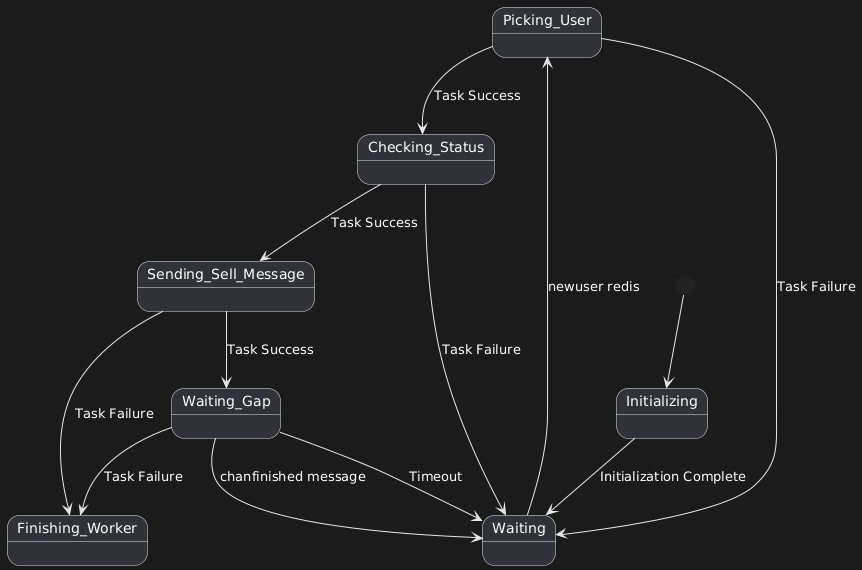 Picking_User
Task Success
Checking_Status
Task Success
Sending_Sell_Message
newuser redis
Task Failure
Task Success
Task Failure
Waiting_Gap
Initializing
Task Failure
Task Failure
chanfinished message
Timeout
Initialization Complete
Finishing_Worker
Waiting